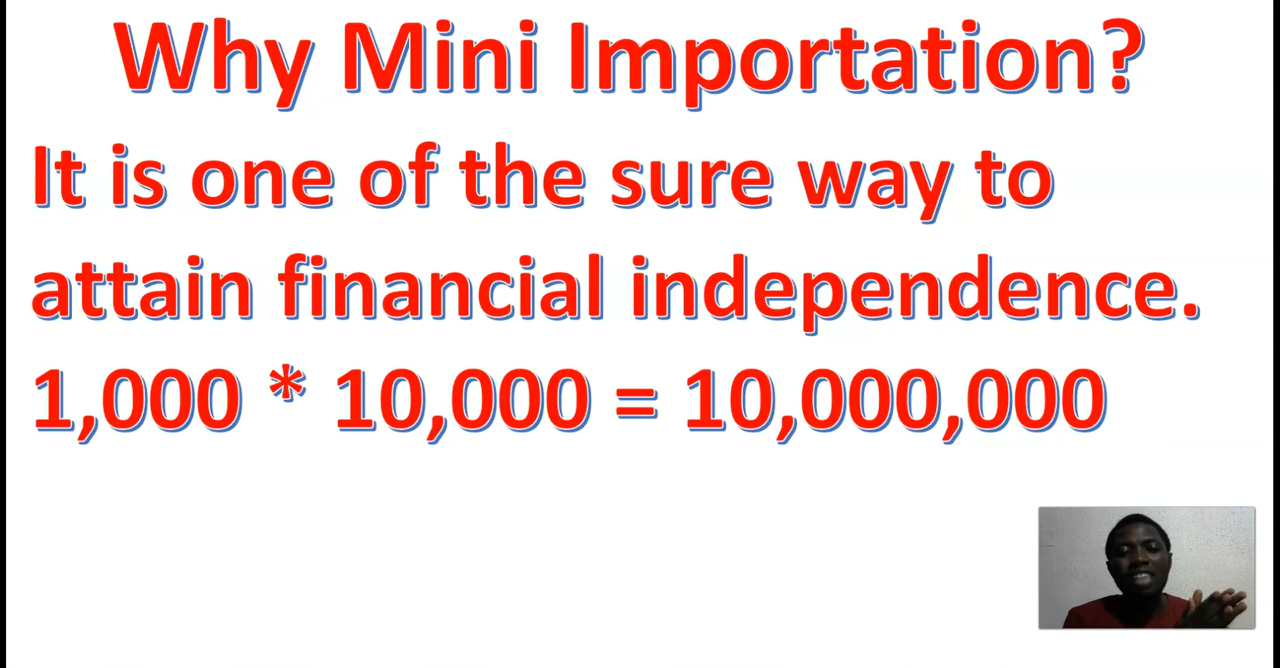 Why Mini Importation?
It is one of the sure way to
attain financial independence.
1,000 * 10,000 = 10,000,000